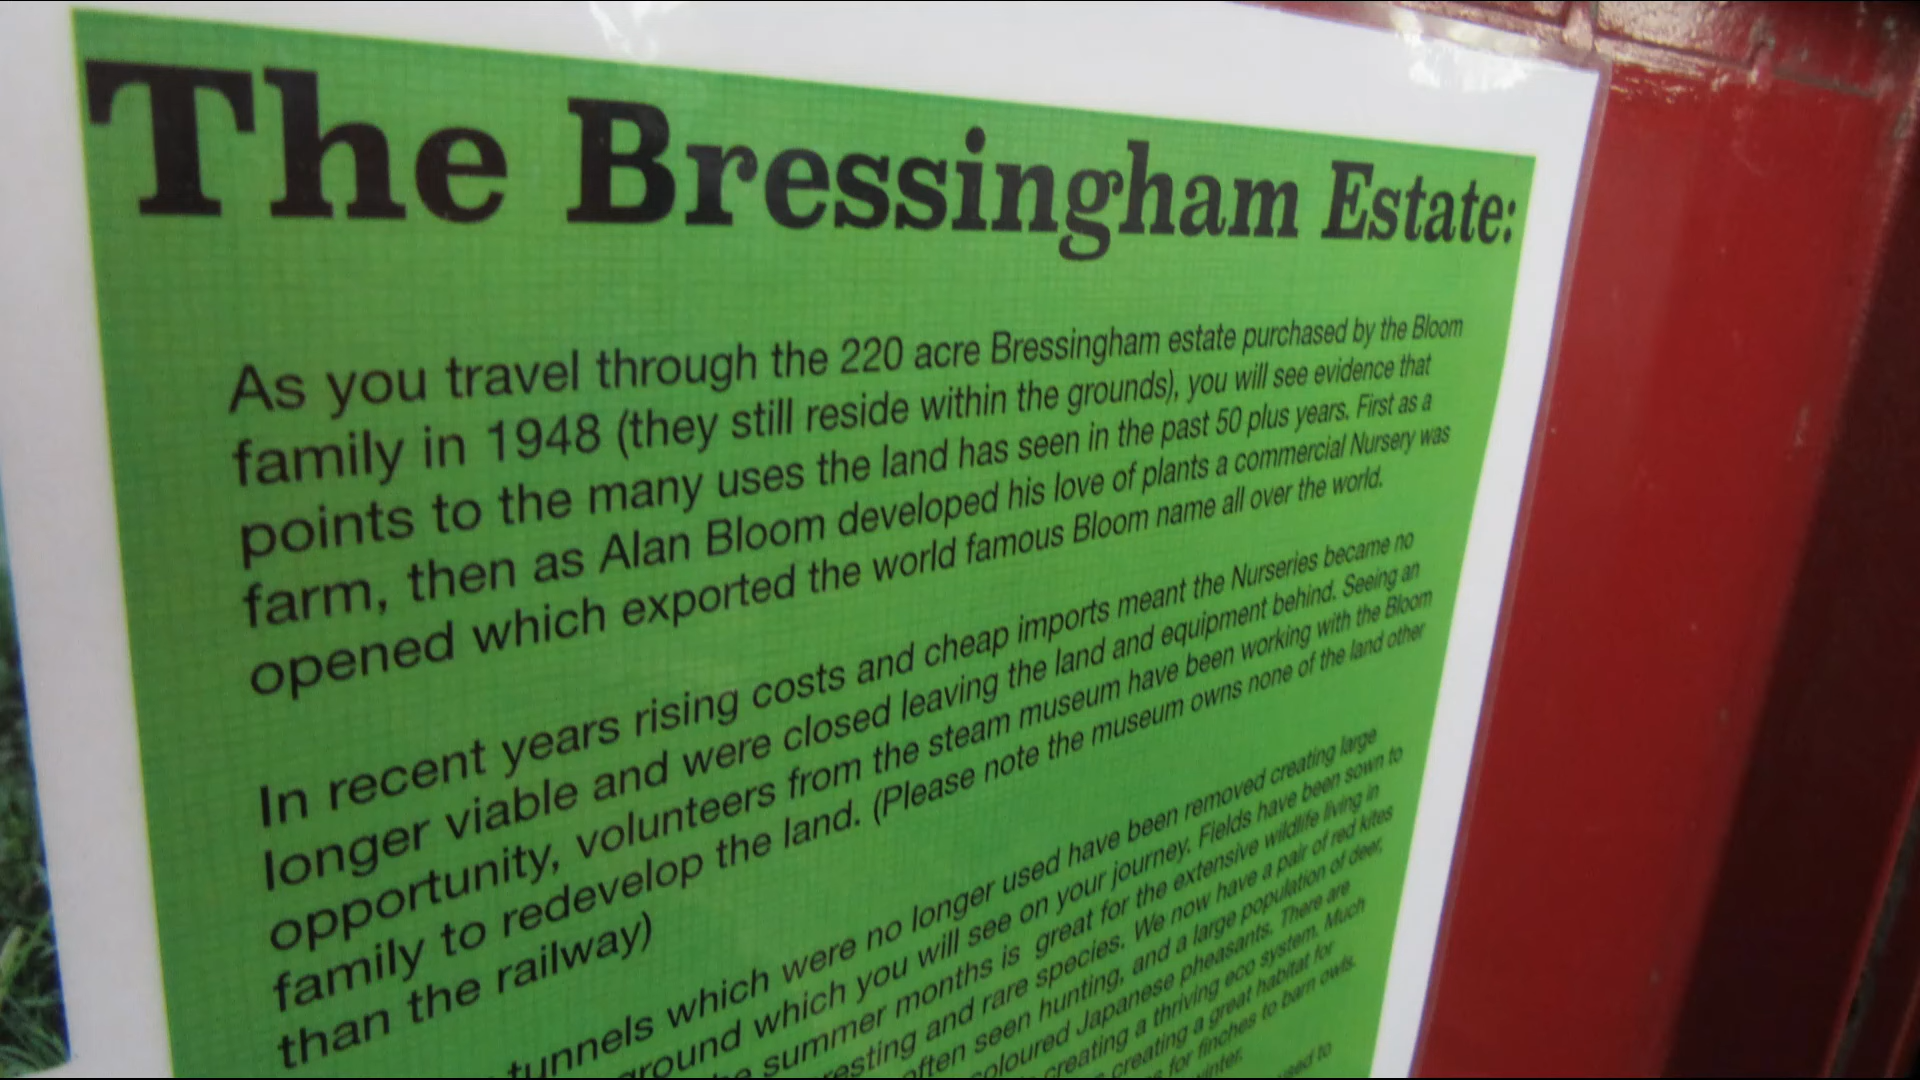 The Bressingham Estate:
As you travel through the 220 acre Bressingham estate purchased by the Bloom
family in 1948 (they still reside within the grounds), you will see evidence that
points to the many uses the land has seen in the past 50 plus years. First as a
farm, then as Alan Bloom developed his love of plants a commercial Nursery was
opened which exported the world famous Bloom name all over the world.
In recent years rising costs and cheap imports meant the Nurseries became no
longer viable and were closed leaving the land and equipment behind. Seeing an
opportunity, volunteers from the steam museum have been working with the Bloom
family to redevelop the land. (Please note the museum owns none of the land other
than the railway)
tunnels which were no longer used have been removed creating large
ground which you will see on your journey. Fields have been sown to
summer months is great for the extensive wildlife living in
and rare species. We now have a pair of red kites
often seen hunting, and a large population of deer,
coloured Japanese pheasants. There are
creating a thriving eco system. Much
creating a great habitat for
for finches to barn owls.
winter.
used to